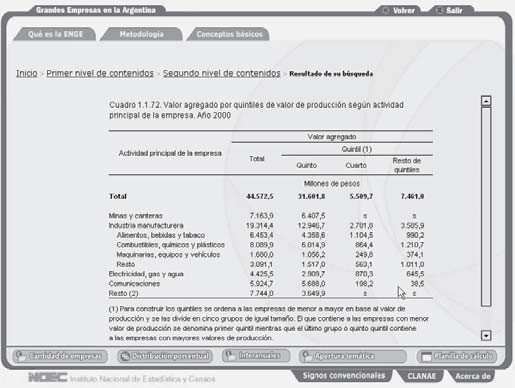 Grandes Empresas en la Argentina
Volver
Salir
Qué es la ENGE
Metodología
Conceptos básicos
Inicio > Primer nivel de contenidos > Segundo nivel de contenidos > Resultado de su búsqueda
Cuadro 1.1.72. Valor agregado por quintiles de valor de producción según actividad
principal de la empresa. Año 2000
Valor agregado
Actividad principal de la empresa Total Quintil (1)
Quinto Cuarto Resto de
quintiles
Millones de pesos
Total 44.572,5 31.601,8 5.509,7 7.461,0
Minas y canteras 7.163,9 6.407,5 s s
Industria manufacturera 19.314,4 12.946,7 2.781,8 3.585,9
Alimentos, bebidas y tabaco 6.453,4 4.358,6 1.104,5 990,2
Combustibles, químicos y plásticos 8.089,9 6.014,9 864,4 1.210,7
Maquinarias, equipos y vehículos 1.680,0 1.056,2 249,8 374,1
Resto 3.091,1 1.517,0 563,1 1.011,0
Electricidad, gas y agua 4.425,5 2.909,7 870,3 645,5
Comunicaciones 5.924,7 5.688,0 198,2 38,5
Resto (2) 7.744,0 3.649,9 s s
(1) Para construir los quintiles se ordena a las empresas de menor a mayor en base al valor de
producción y se las divide en cinco grupos de igual tamaño. El que contiene a las empresas con menor
valor de producción se denomina primer quintil mientras que el último grupo o quinto quintil contiene
a las empresas con mayores valores de producción.
Cantidad de empresas
Distribución porcentual
Interanuales
Apertura temática
Planilla de cálculo
INDEC Instituto Nacional de Estadística y Censos
Signos convencionales
CLANAE
Acerca de